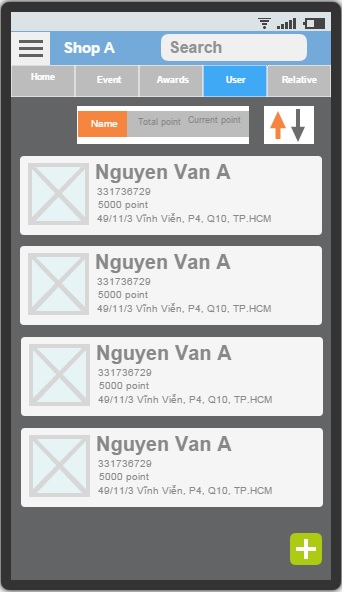 Shop A Search
Home Event Awards User Relative
Name Total point Current point
Nguyen Van A
331736729
5000 point
49/11/3 Vĩnh Viễn, P4, Q10, TP.HCM
Nguyen Van A
331736729
5000 point
49/11/3 Vĩnh Viễn, P4, Q10, TP.HCM
Nguyen Van A
331736729
5000 point
49/11/3 Vĩnh Viễn, P4, Q10, TP.HCM
Nguyen Van A
331736729
5000 point
49/11/3 Vĩnh Viễn, P4, Q10, TP.HCM